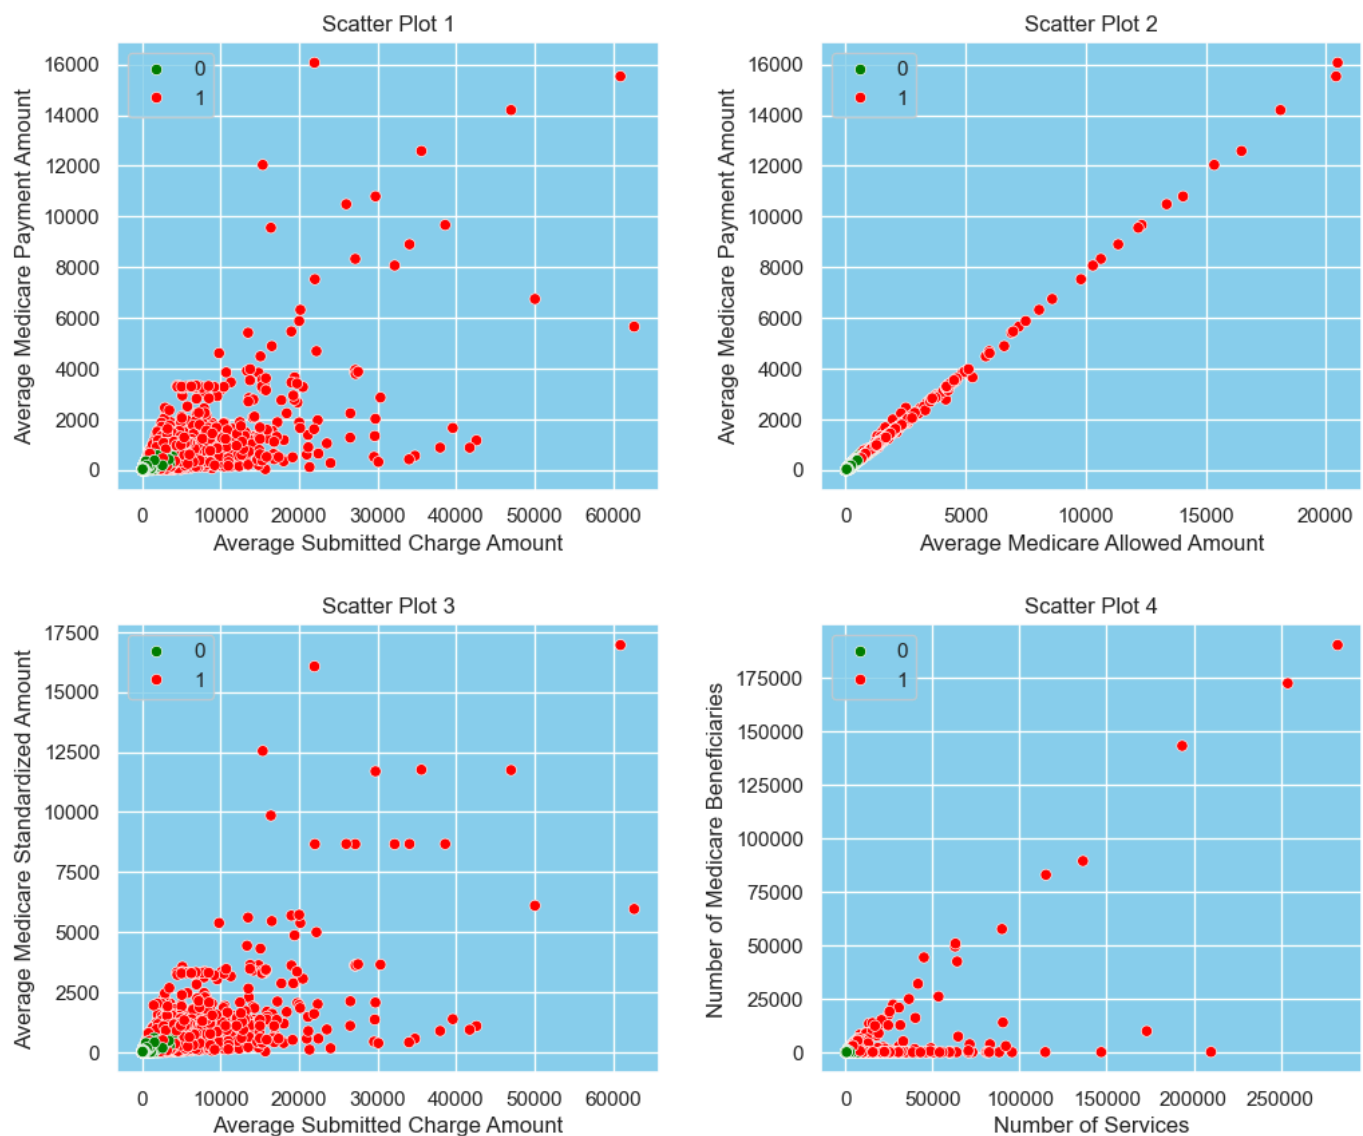 Scatter Plot 1
0
1
16000
14000
12000
10000
8000
6000
4000
2000
0
Average Medicare Payment Amount
0 10000 20000 30000 40000 50000 60000
Average Submitted Charge Amount
Scatter Plot 2
0
1
16000
14000
12000
10000
8000
6000
4000
2000
0
Average Medicare Payment Amount
0 5000 10000 15000 20000
Average Medicare Allowed Amount
Scatter Plot 3
0
1
17500
15000
12500
10000
7500
5000
2500
0
Average Medicare Standardized Amount
0 10000 20000 30000 40000 50000 60000
Average Submitted Charge Amount
Scatter Plot 4
0
1
175000
150000
125000
100000
75000
50000
25000
0
Number of Medicare Beneficiaries
0 50000 100000 150000 200000 250000
Number of Services